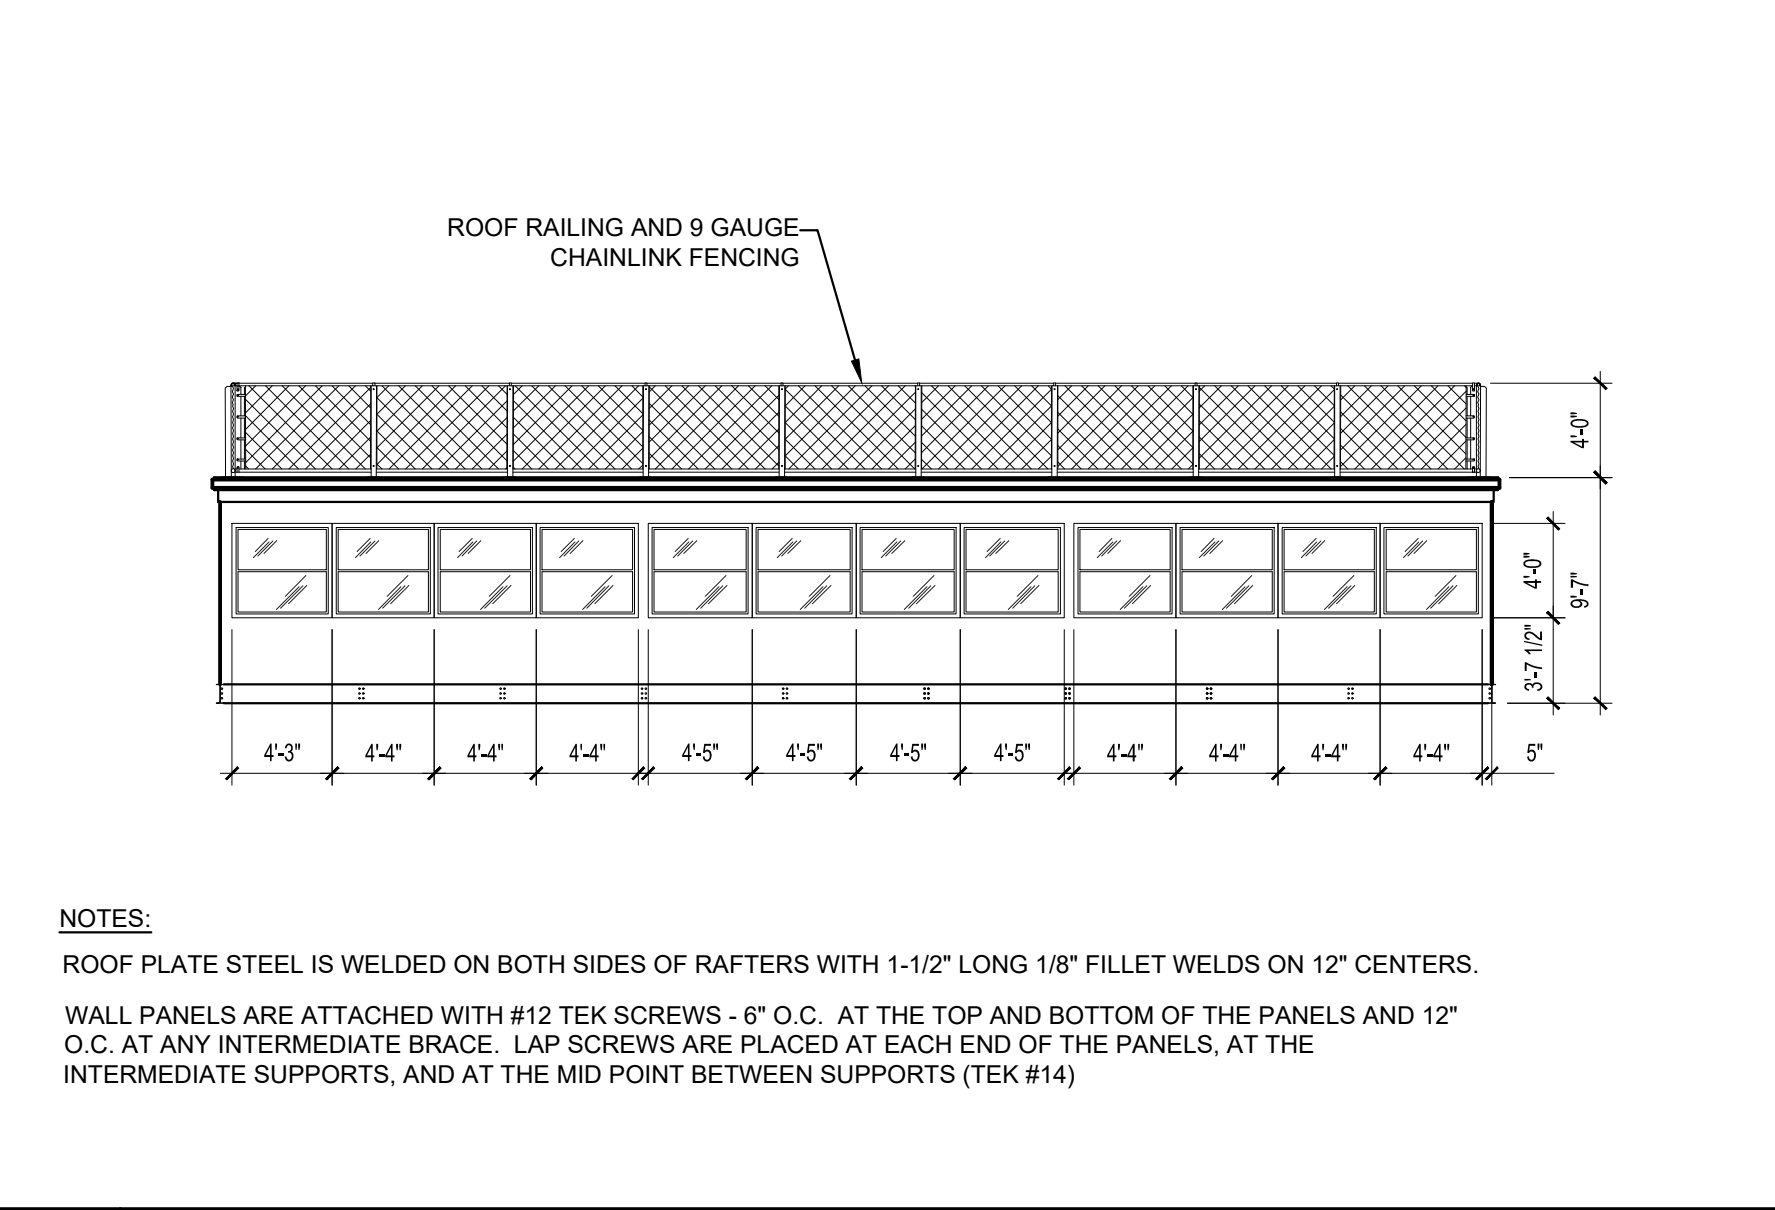 ROOF RAILING AND 9 GAUGE
CHAINLINK FENCING
4'-0"
4'-0"
9'-7"
3'-7 1/2"
4'-3" 4'-4" 4'-4" 4'-4" 4'-5" 4'-5" 4'-5" 4'-5" 4'-4" 4'-4" 4'-4" 4'-4" 5"
NOTES:
ROOF PLATE STEEL IS WELDED ON BOTH SIDES OF RAFTERS WITH 1-1/2" LONG 1/8" FILLET WELDS ON 12" CENTERS.
WALL PANELS ARE ATTACHED WITH #12 TEK SCREWS - 6" O.C. AT THE TOP AND BOTTOM OF THE PANELS AND 12"
O.C. AT ANY INTERMEDIATE BRACE. LAP SCREWS ARE PLACED AT EACH END OF THE PANELS, AT THE
INTERMEDIATE SUPPORTS, AND AT THE MID POINT BETWEEN SUPPORTS (TEK #14)